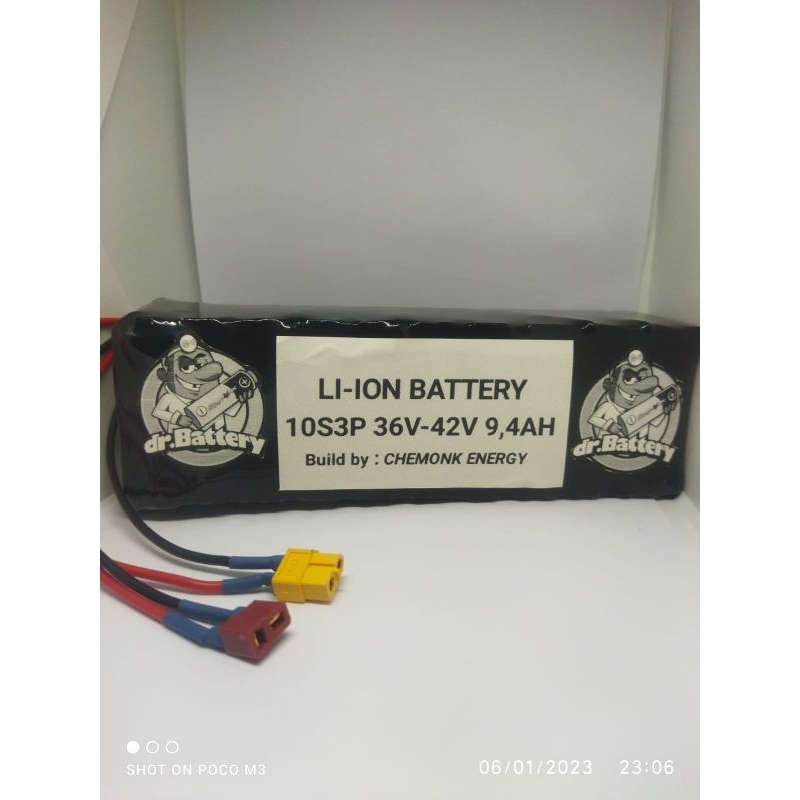 LI-ION BATTERY
10S3P 36V-42V 9,4AH
Build by : CHEMONK ENERGY
dr.Battery
dr.Battery
SHOT ON POCO M3
06/01/2023 23:06